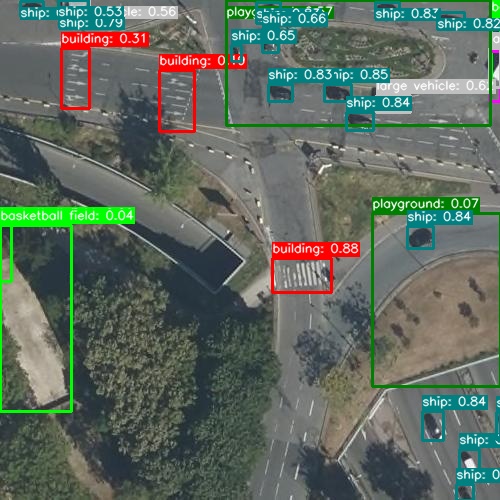 ship: 0.53
le: 0.56
ship: 0.79
ship: 0.66
ship: 0.83
ship: 0.82
building: 0.31
ship: 0.65
building:
ship: 0.83
ship: 0.85
large vehicle: 0.6
ship: 0.84
playground: 0.07
basketball field: 0.04
ship: 0.84
building: 0.88
ship: 0.84
ship:
ship: 0